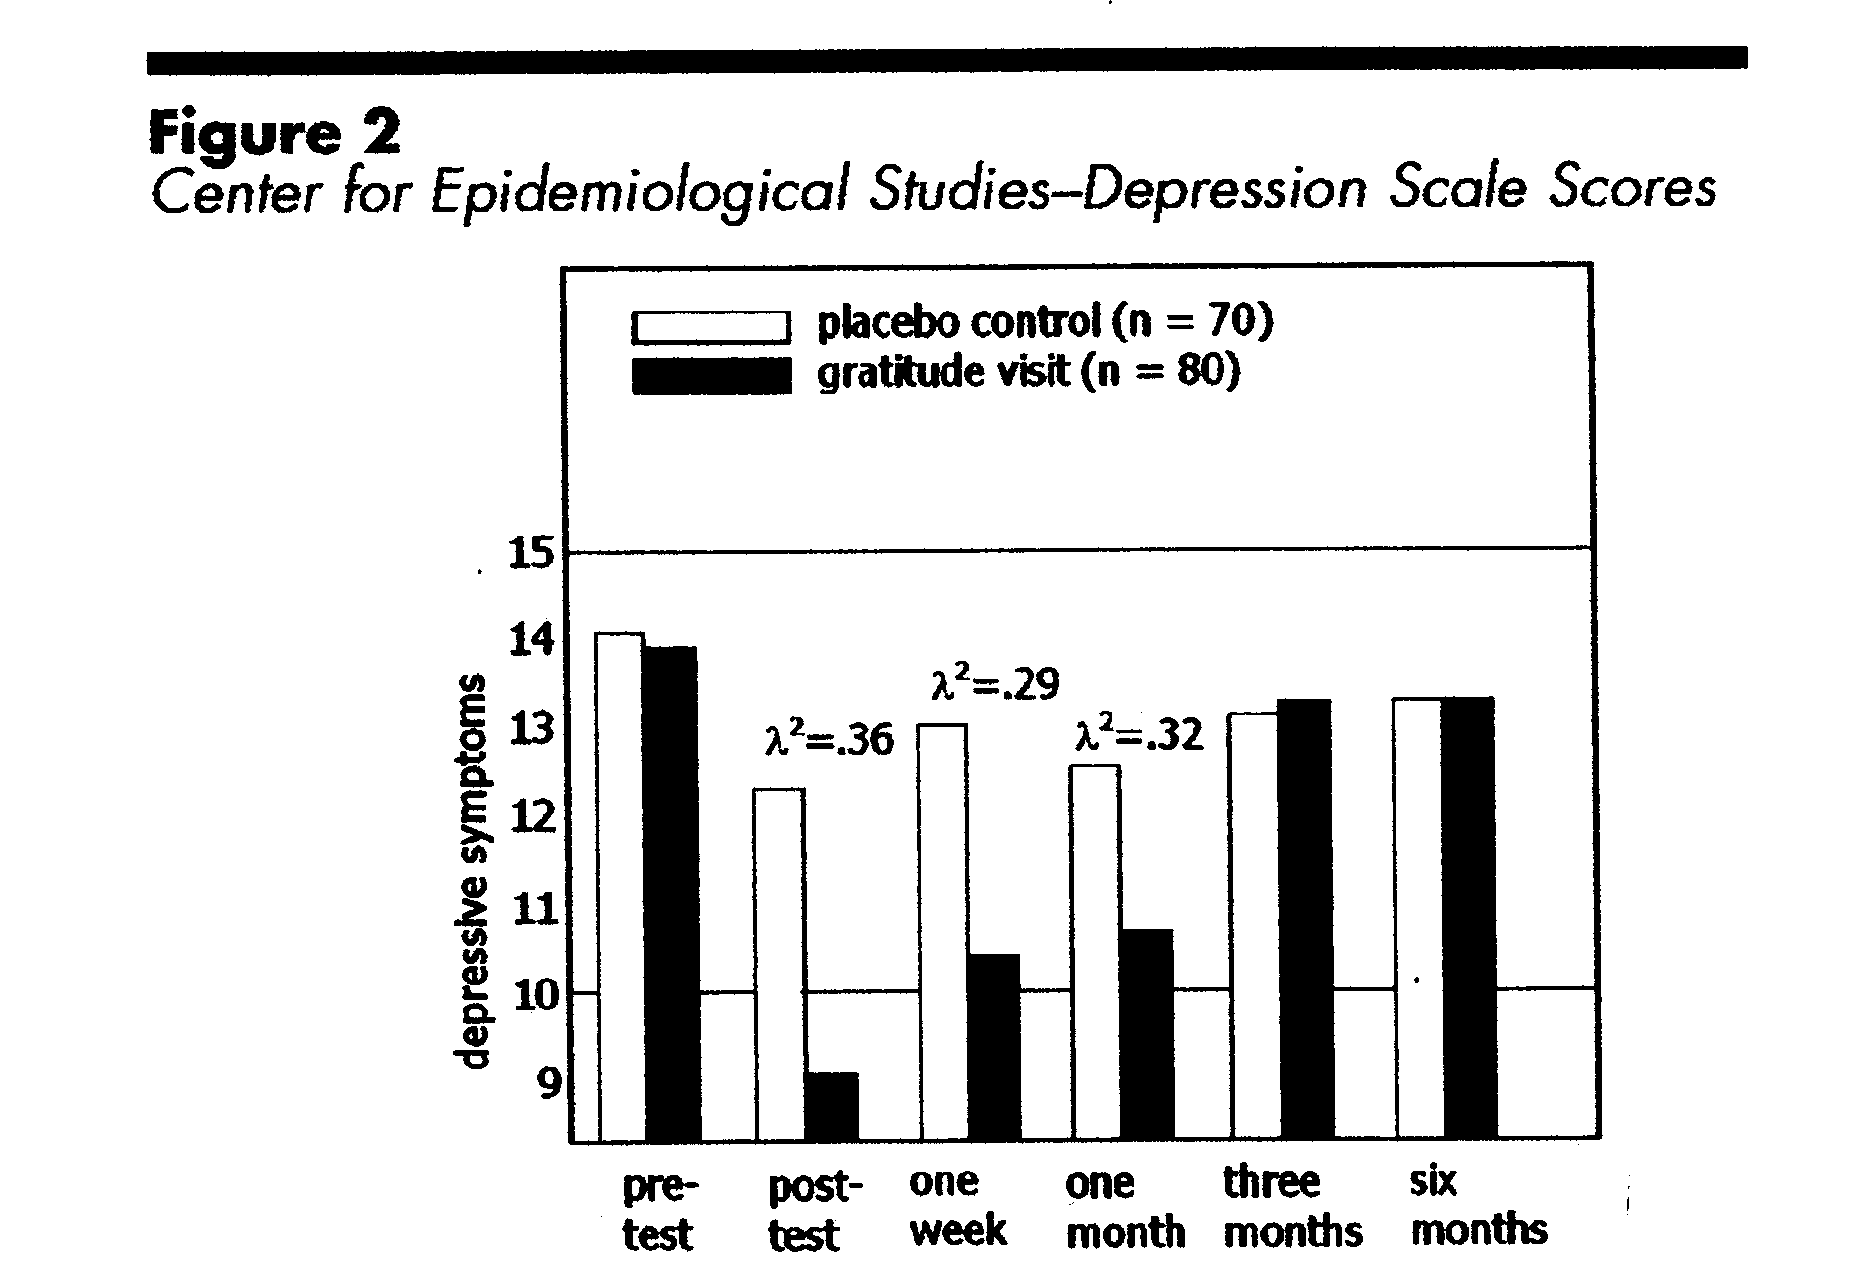 Figure 2
Center for Epidemiological Studies–Depression Scale Scores
placebo control (n = 70)
gratitude visit (n = 80)
15
14
13
12
11
10
9
depressive symptoms
λ²=.36
λ²=.29
λ²=.32
pre-
test
post-
test
one
week
one
month
three
months
six
months